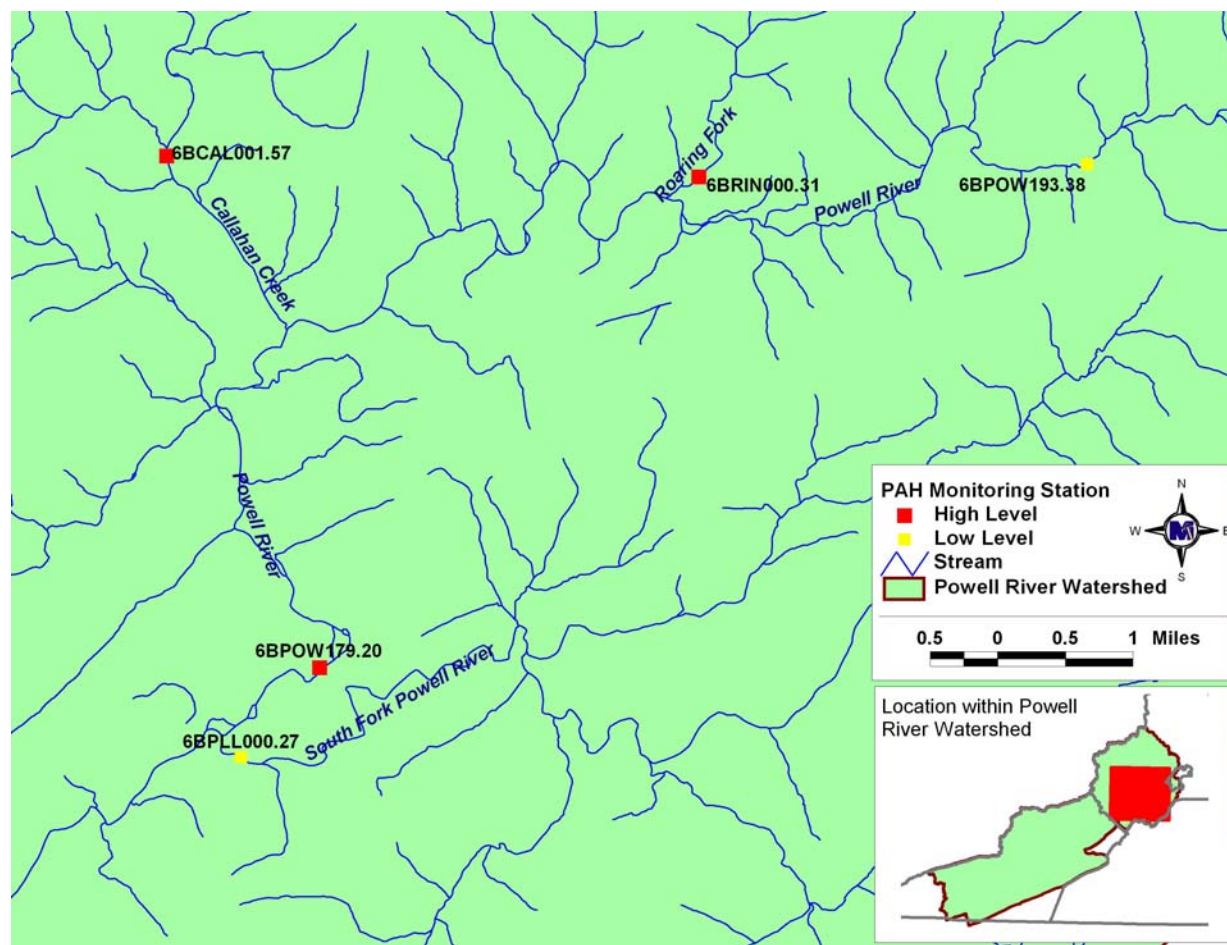 6BCAL001.57
Callahan Creek
Roaring Fork
6BRIN000.31
Powell River
6BPOW193.38
Powell River
6BPOW179.20
South Fork Powell River
6BPLL000.27
PAH Monitoring Station
High Level
Low Level
Stream
Powell River Watershed
N
W
E
S
M
0.5 0 0.5 1 Miles
Location within Powell
River Watershed